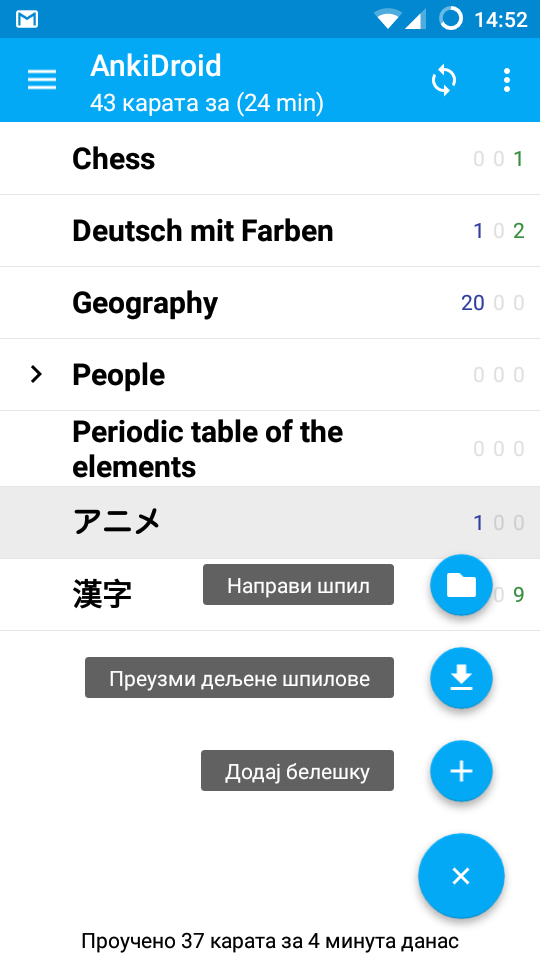 14:52
AnkiDroid
43 карата за (24 min)
Chess 0 0 1
Deutsch mit Farben 1 0 2
Geography 20 0 0
People 0 0 0
Periodic table of the
elements 0 0 0
アニメ 1 0 0
漢字 0 9
Направи шпил
Преузми дељене шпилове
Додај белешку
Проучено 37 карата за 4 минута данас